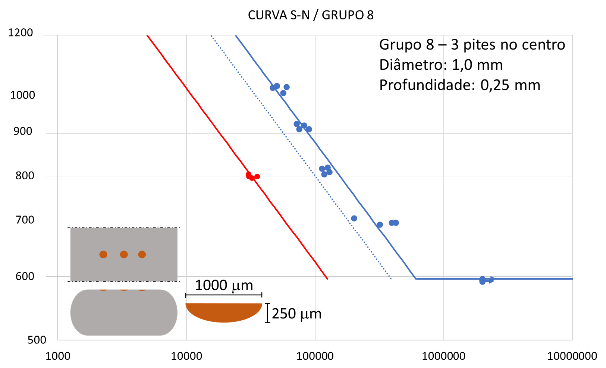 CURVA S-N / GRUPO 8
1200
Grupo 8 – 3 pites no centro
Diâmetro: 1,0 mm
Profundidade: 0,25 mm
1000
900
800
700
600
1000 μm
250 μm
500
1000 10000 100000 1000000 10000000